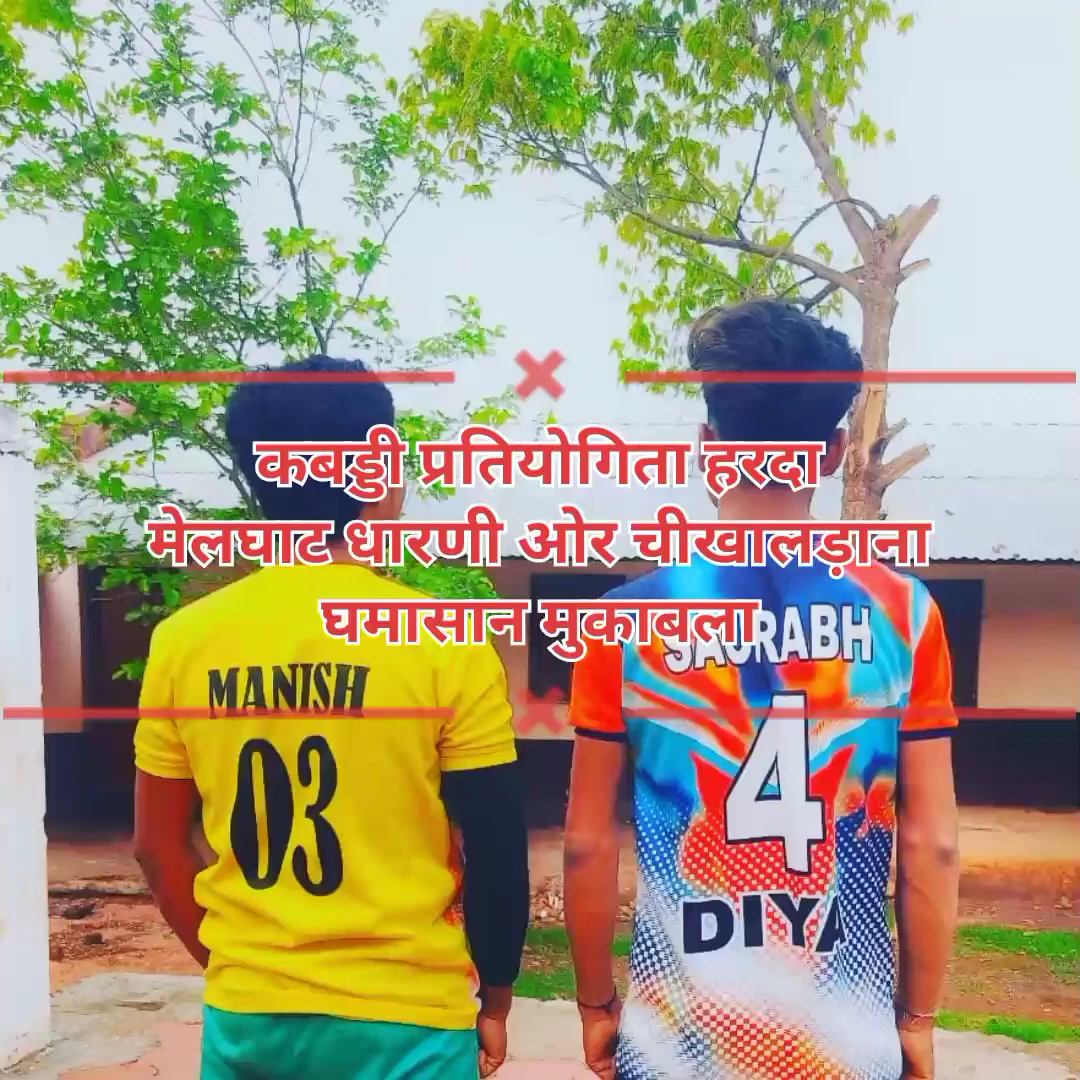 कबड्डी प्रतियोगिता हरदा
मेलघाट धारणी ओर चीखालड़ाना
घमासान मुकाबला
SAURABH
MANISH
4
03
DIYA